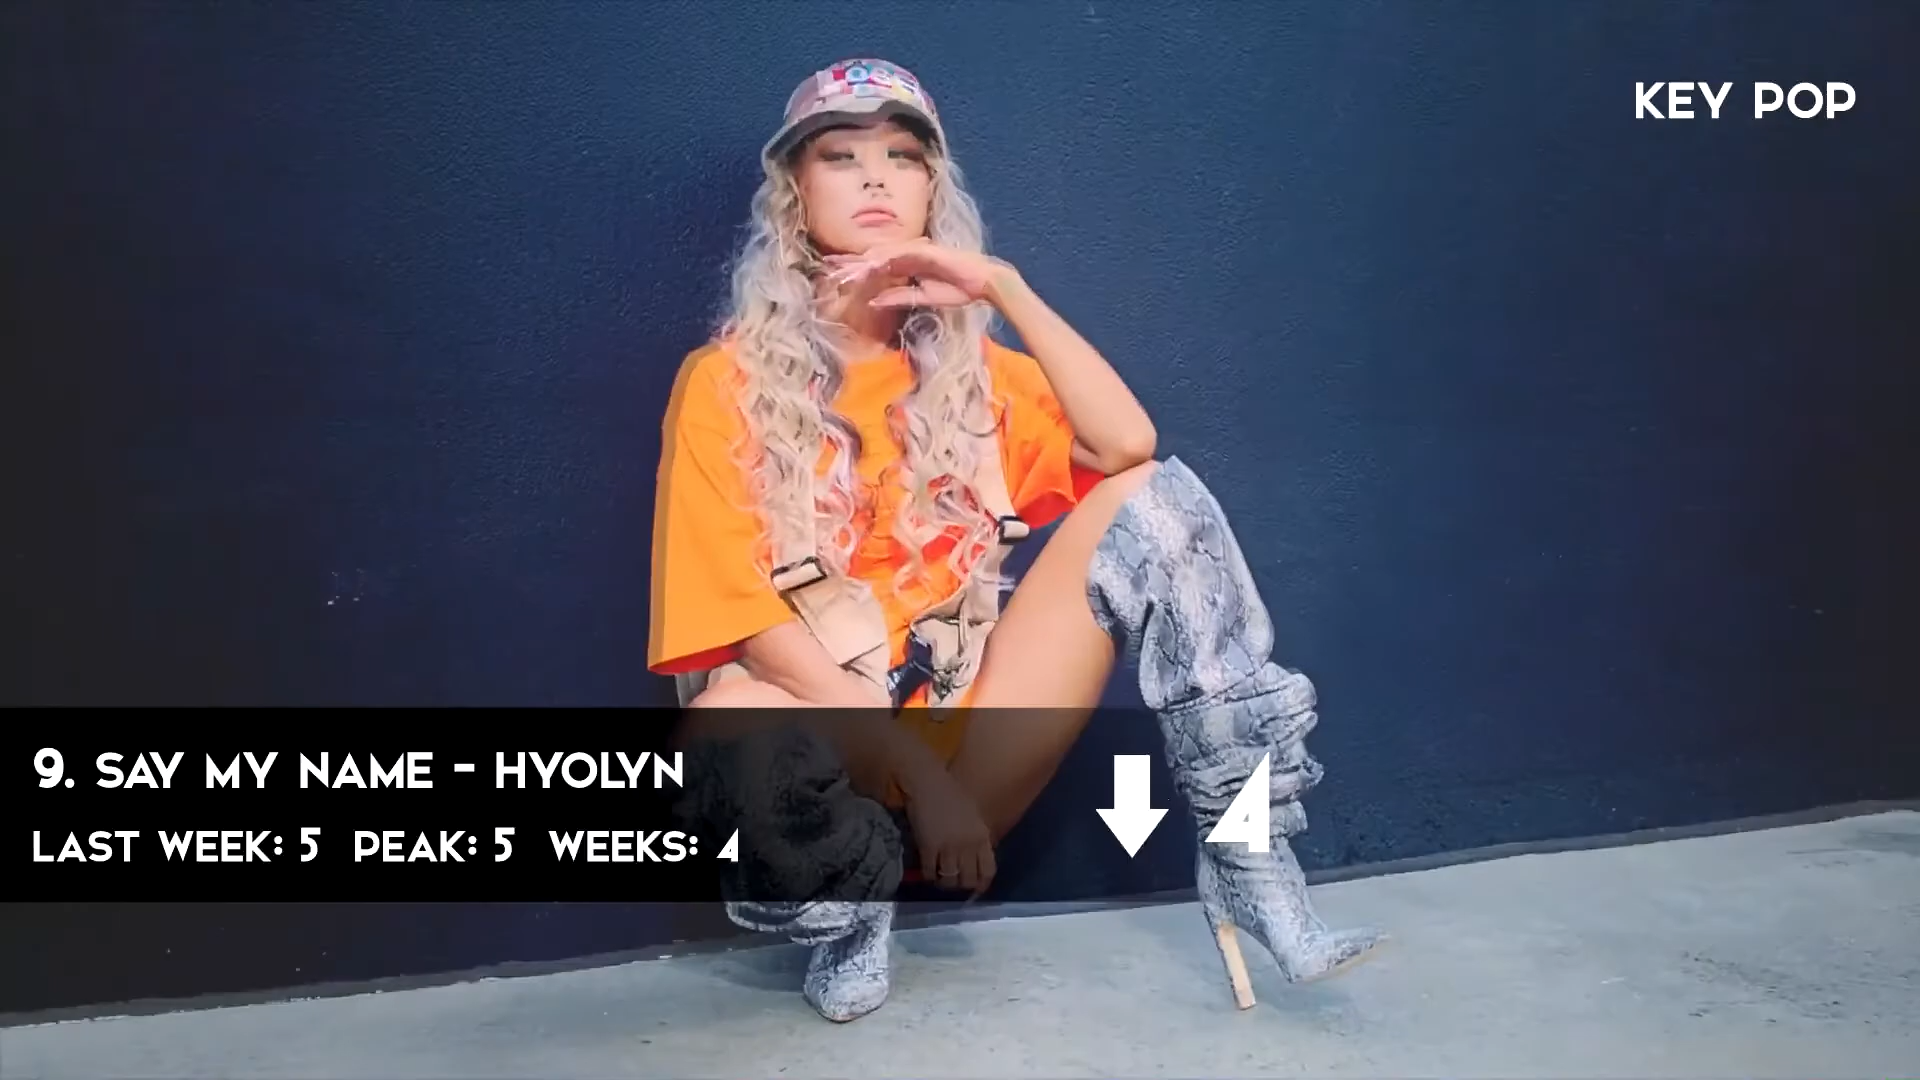 KEY POP
9. SAY MY NAME - HYOLYN
LAST WEEK: 5 PEAK: 5 WEEKS: 4
4